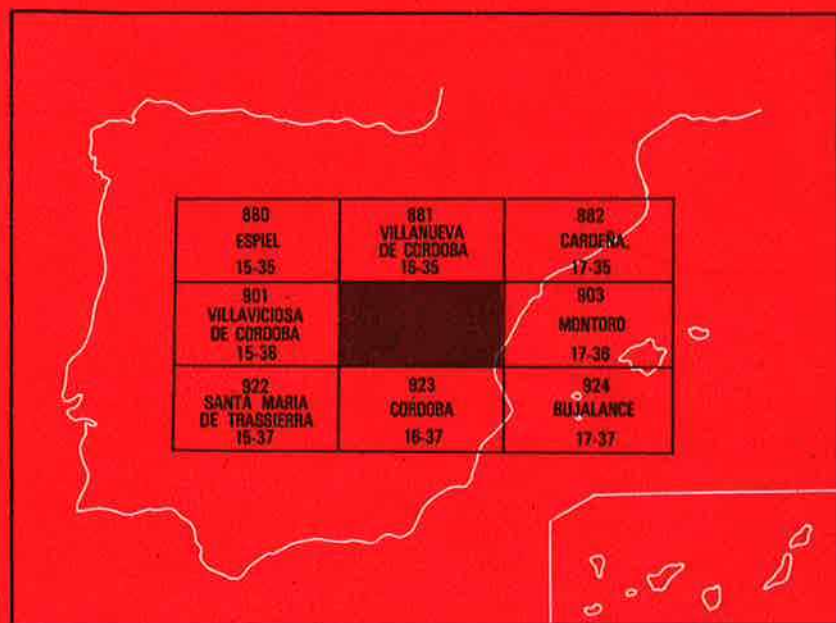 880
ESPIEL
15-35
881
VILLANUEVA
DE CORDOBA
16-35
882
CARDEÑA
17-35
901
VILLAVICIOSA
DE CORDOBA
15-36
903
MONTORO
17-36
922
SANTA MARIA
DE TRASSIERRA
15-37
923
CORDOBA
16-37
924
BUJALANCE
17-37